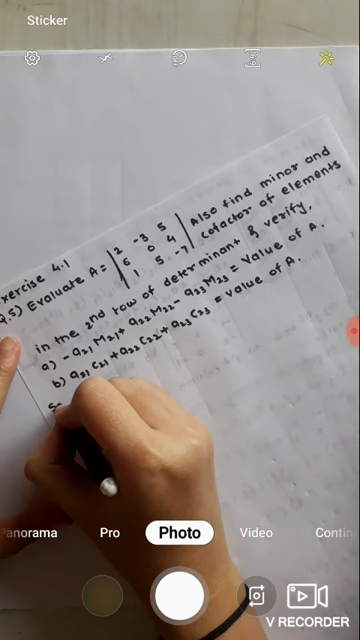 Sticker
Exercise 4.1
Q.5) Evaluate A = | 2 -3 5 | Also find minor and
| 6 0 4 | cofactor of elements
| 1 5 -7 |
in the 2nd row of determinant & verify,
a) -a21 M21 + a22 M22 - a23 M23 = Value of A.
b) a21 C21 + a22 C22 + a23 C23 = value of A.
Panorama Pro Photo Video Contin
V RECORDER